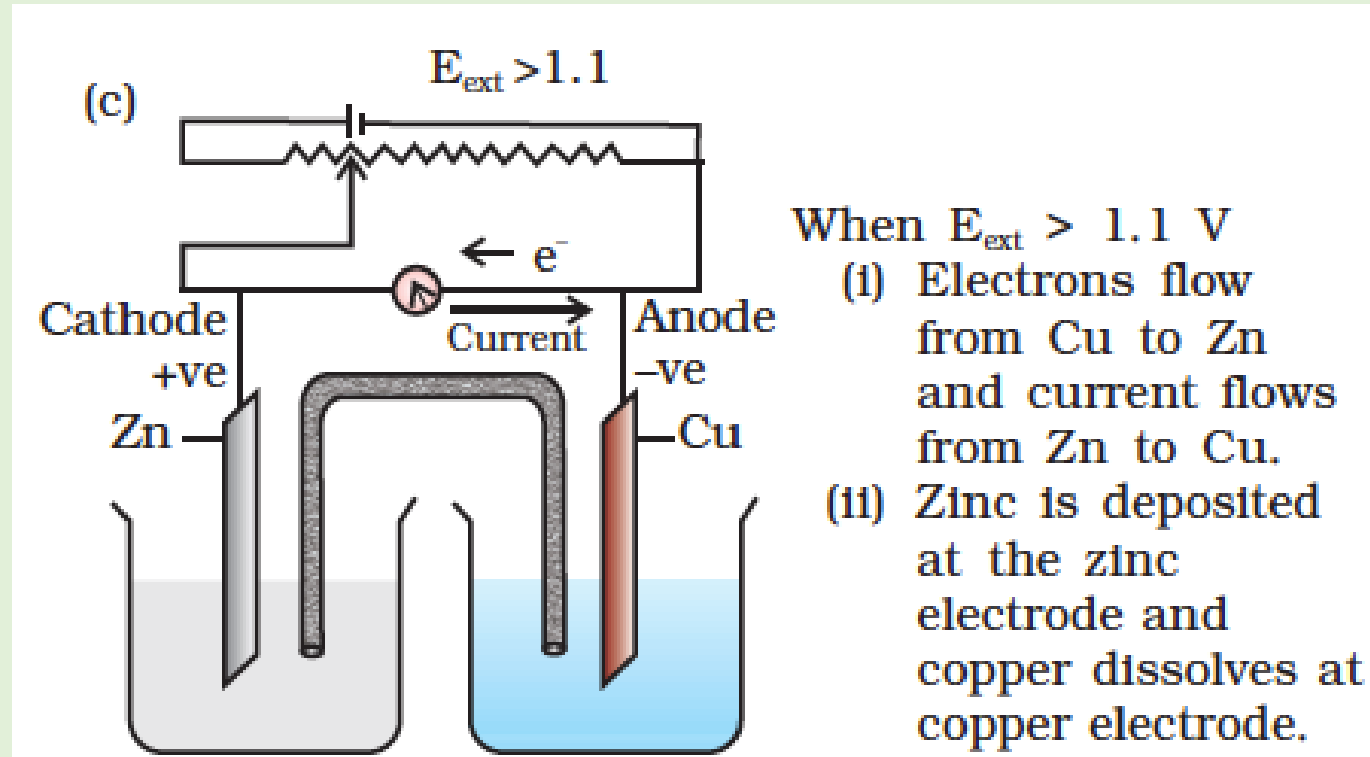 (c)
E_ext >1.1
← e⁻
Cathode
Current
Anode
+ve
–ve
Zn
Cu
When E_ext > 1.1 V
(i) Electrons flow
from Cu to Zn
and current flows
from Zn to Cu.
(ii) Zinc is deposited
at the zinc
electrode and
copper dissolves at
copper electrode.